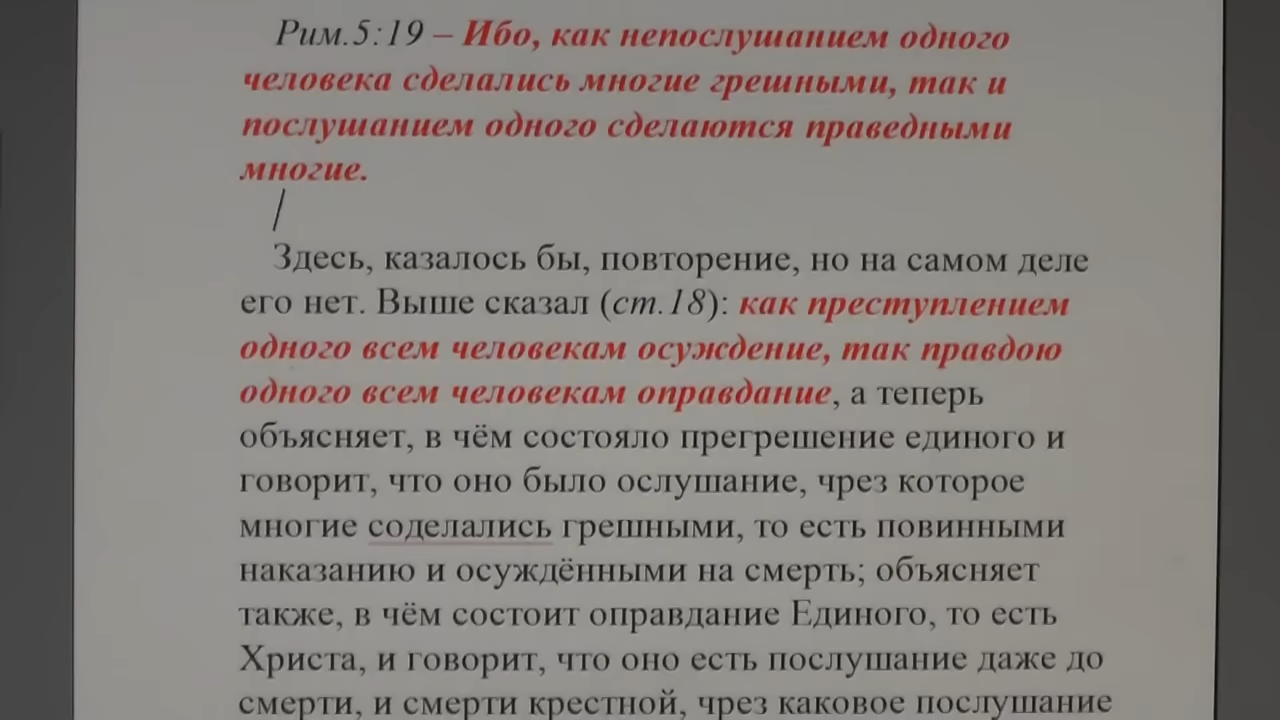 Рим.5:19 – Ибо, как непослушанием одного
человека сделались многие грешными, так и
послушанием одного сделаются праведными
многие.
Здесь, казалось бы, повторение, но на самом деле
его нет. Выше сказал (ст.18): как преступлением
одного всем человекам осуждение, так правдою
одного всем человекам оправдание, а теперь
объясняет, в чём состояло прегрешение единого и
говорит, что оно было ослушание, чрез которое
многие соделались грешными, то есть повинными
наказанию и осуждёнными на смерть; объясняет
также, в чём состоит оправдание Единого, то есть
Христа, и говорит, что оно есть послушание даже до
смерти, и смерти крестной, чрез каковое послушание